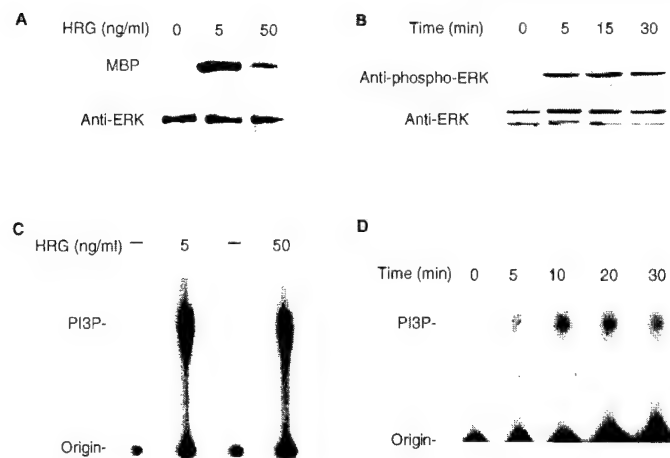 A
HRG (ng/ml) 0 5 50
MBP
Anti-ERK
B
Time (min) 0 5 15 30
Anti-phospho-ERK
Anti-ERK
C
HRG (ng/ml) — 5 — 50
PI3P-
Origin-
D
Time (min) 0 5 10 20 30
PI3P-
Origin-